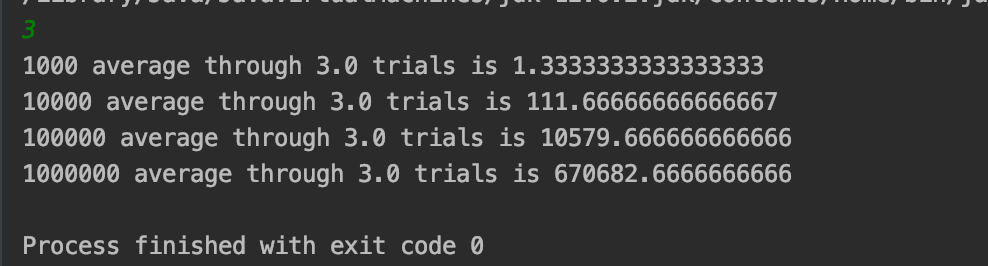 3
1000 average through 3.0 trials is 1.3333333333333333
10000 average through 3.0 trials is 111.66666666666667
100000 average through 3.0 trials is 10579.666666666666
1000000 average through 3.0 trials is 670682.6666666666
Process finished with exit code 0